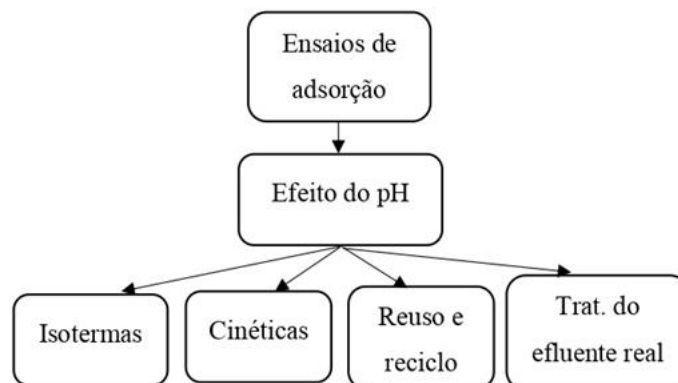 Ensaios de
adsorção
Efeito do pH
Isotermas
Cinéticas
Reuso e
reciclo
Trat. do
efluente real